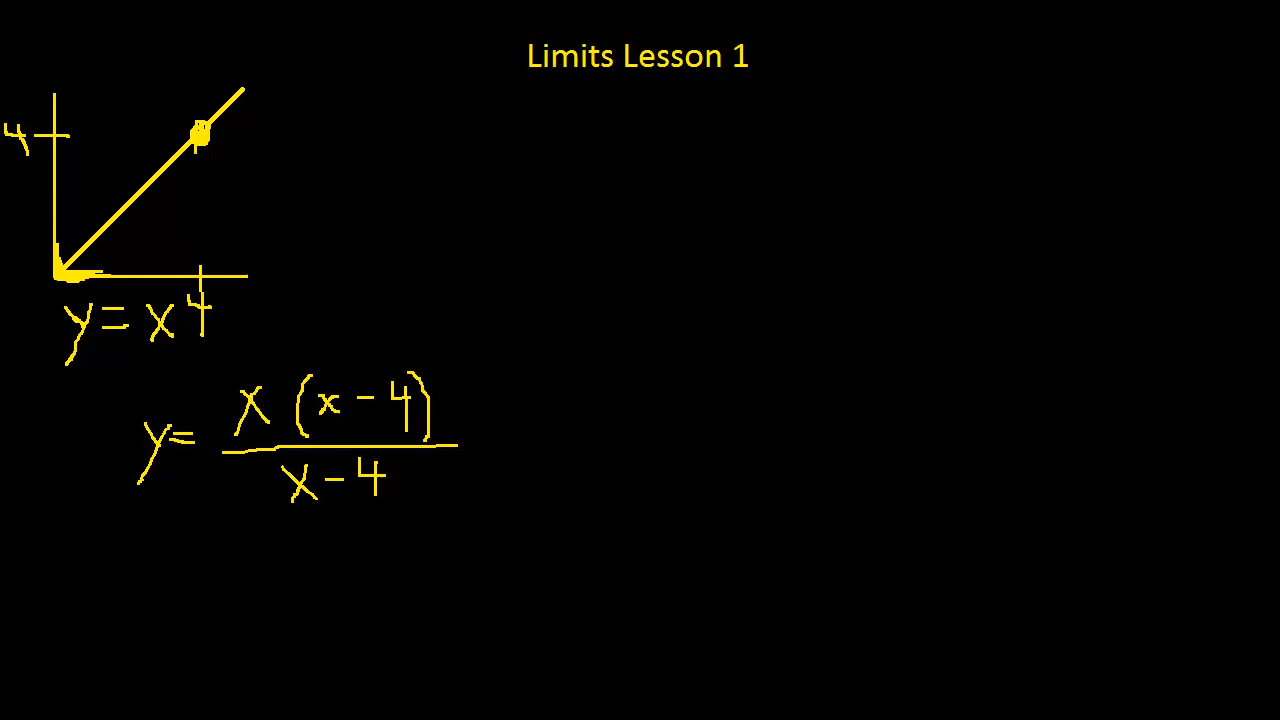 Limits Lesson 1
4
y = x
4
y = x (x - 4)
x - 4